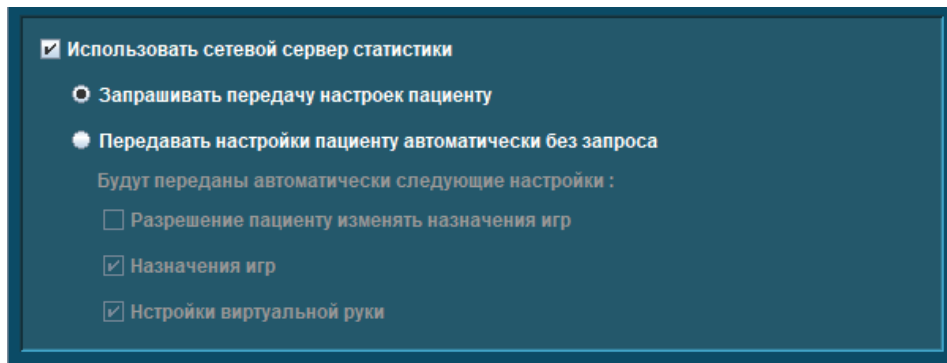 Использовать сетевой сервер статистики
Запрашивать передачу настроек пациенту
Передавать настройки пациенту автоматически без запроса
Будут переданы автоматически следующие настройки :
Разрешение пациенту изменять назначения игр
Назначения игр
Нстройки виртуальной руки